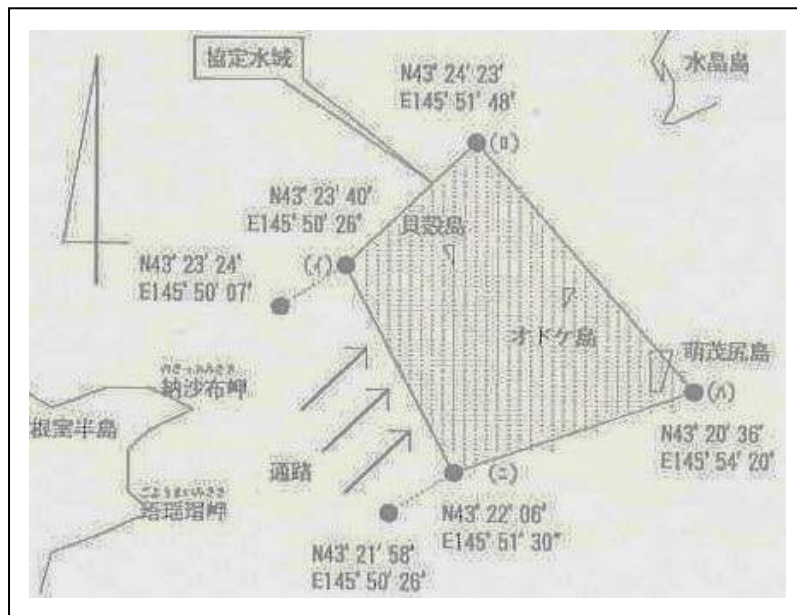 協定水域
N43° 24′ 23″
E145° 51′ 48″
水晶島
(ロ)
N43° 23′ 40″
E145° 50′ 26″
貝殻島
(イ)
N43° 23′ 24″
E145° 50′ 07″
オドケ島
萌茂尻島
のさっぷみさき
納沙布岬
(ハ)
根室半島
N43° 20′ 36″
E145° 54′ 20″
通路
(ニ)
ごようまいみさき
珸瑶瑁岬
N43° 22′ 06″
E145° 51′ 30″
N43° 21′ 58″
E145° 50′ 26″